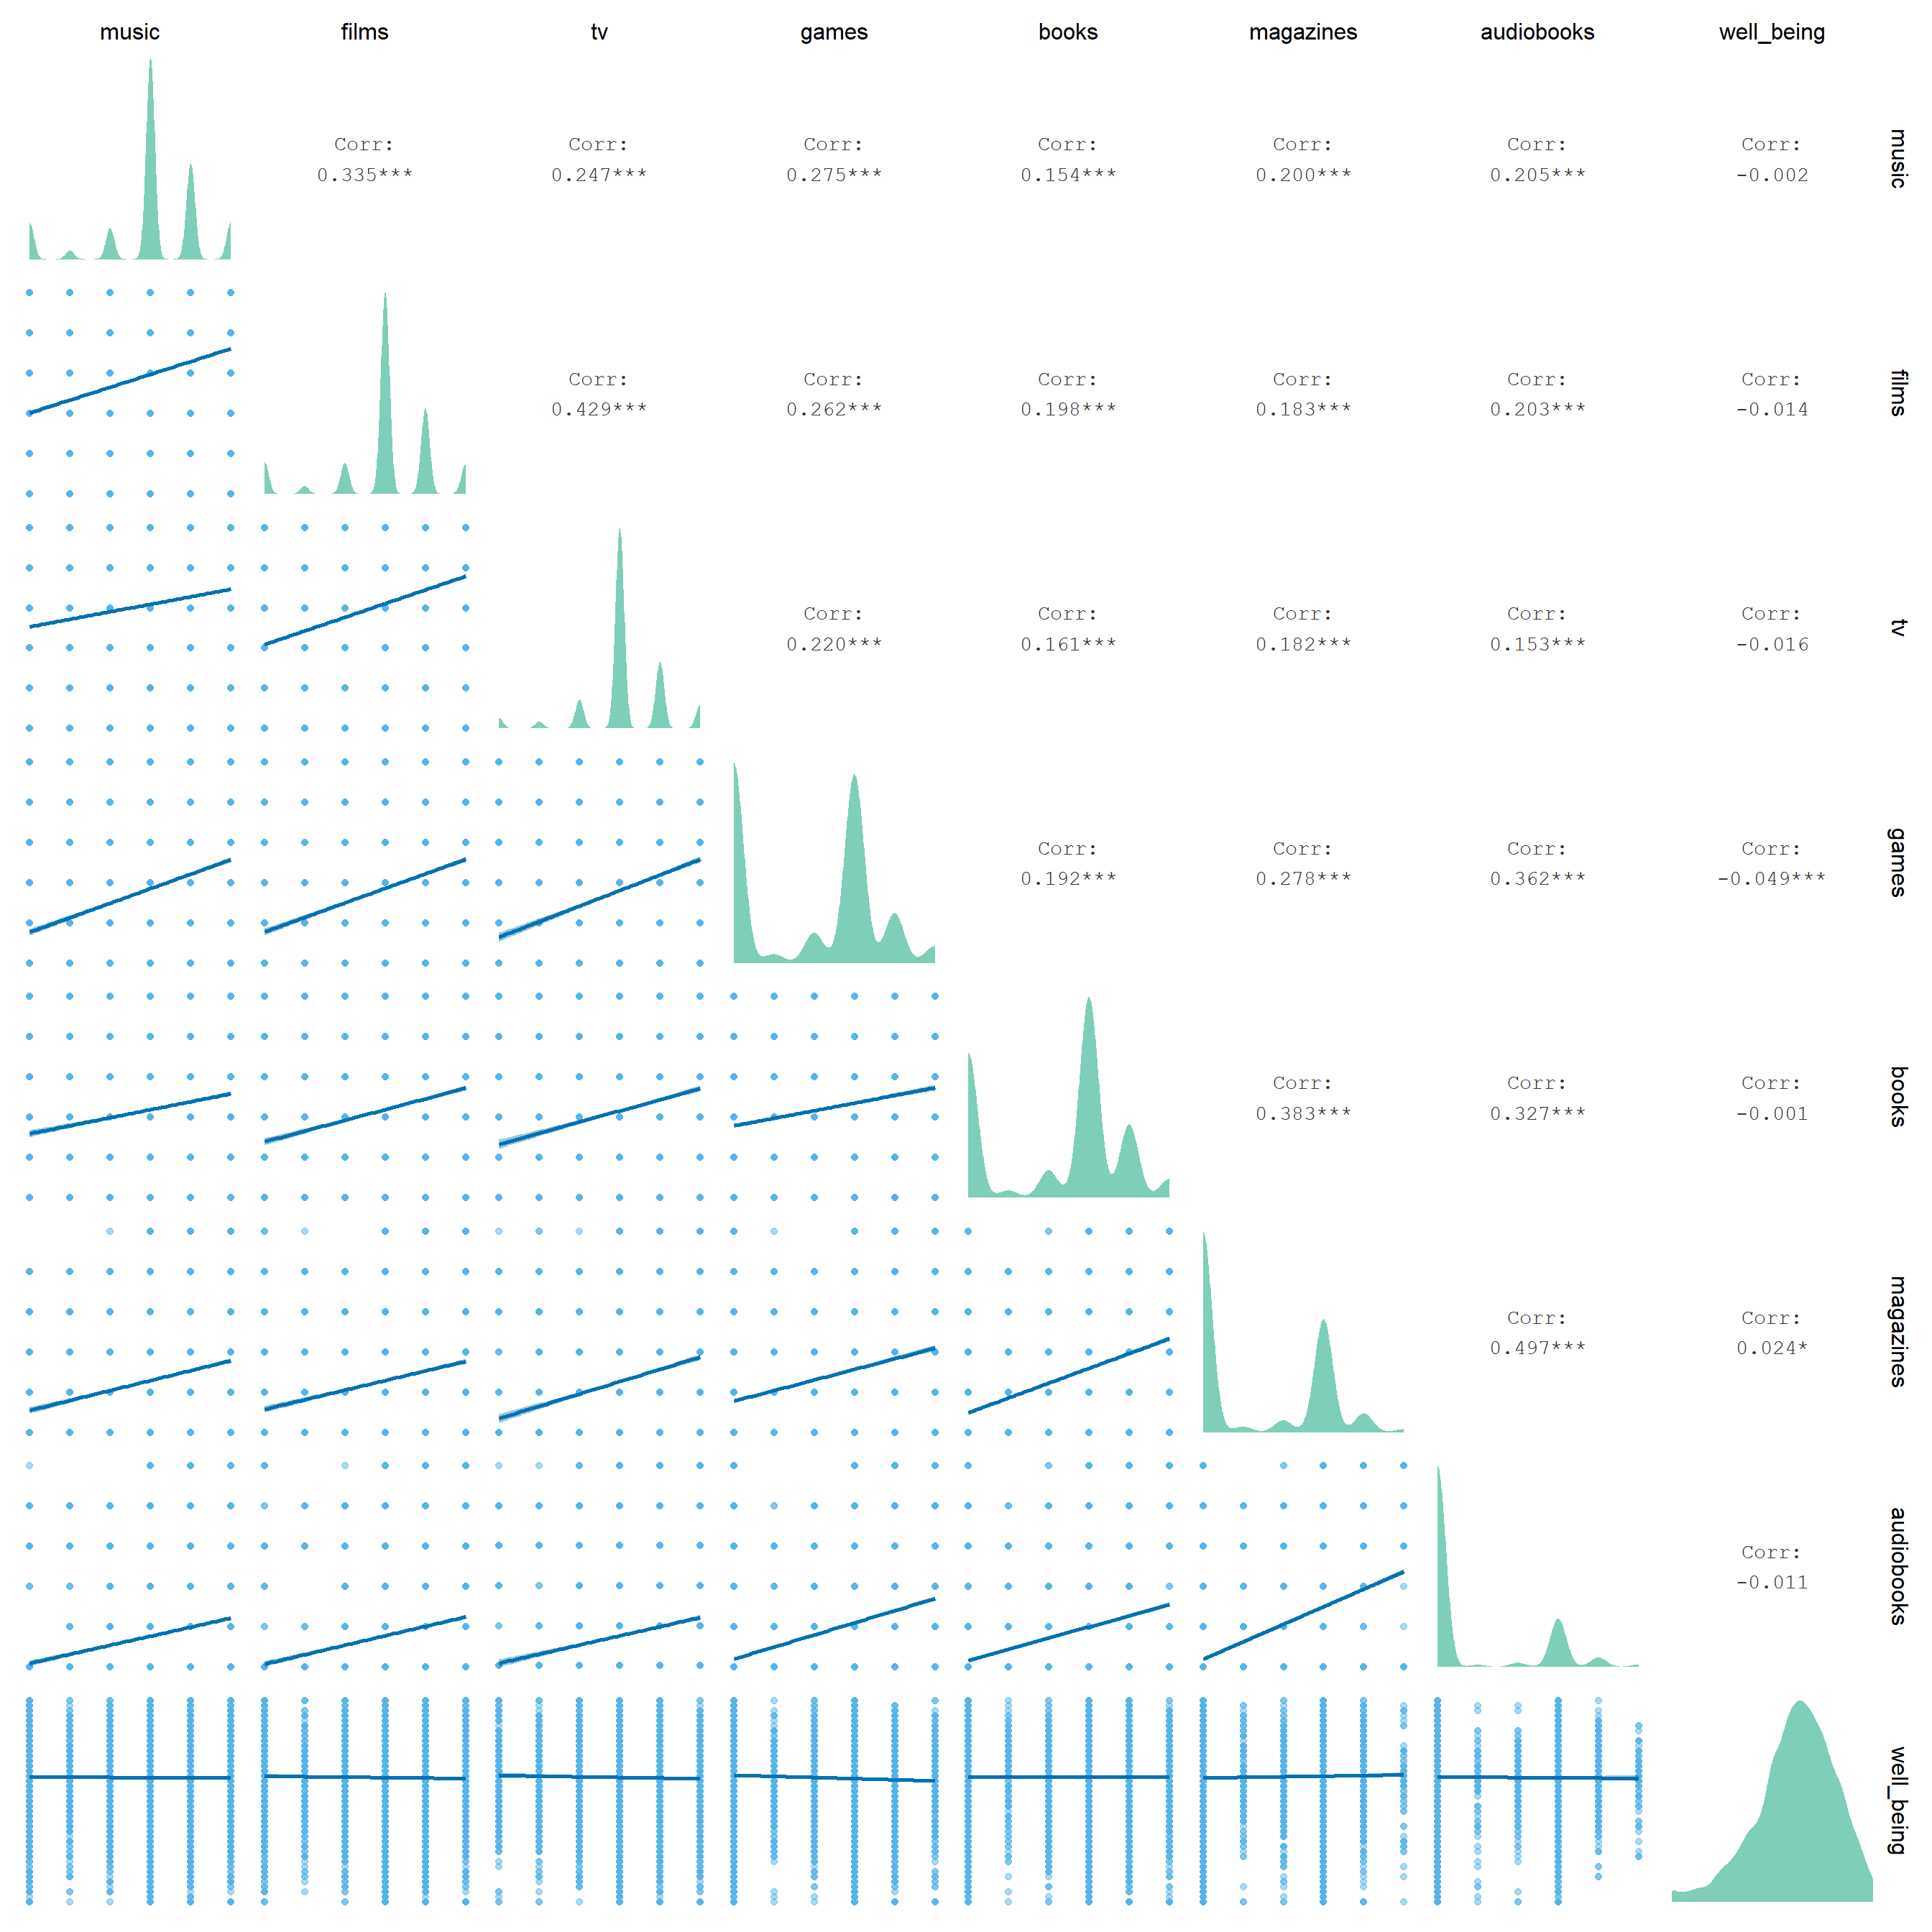 music films tv games books magazines audiobooks well_being
Corr: Corr: Corr: Corr: Corr: Corr: Corr:
0.335*** 0.247*** 0.275*** 0.154*** 0.200*** 0.205*** -0.002
music
Corr: Corr: Corr: Corr: Corr: Corr:
0.429*** 0.262*** 0.198*** 0.183*** 0.203*** -0.014
films
Corr: Corr: Corr: Corr: Corr:
0.220*** 0.161*** 0.182*** 0.153*** -0.016
tv
Corr: Corr: Corr: Corr:
0.192*** 0.278*** 0.362*** -0.049***
games
Corr: Corr: Corr:
0.383*** 0.327*** -0.001
books
Corr: Corr:
0.497*** 0.024*
magazines
Corr:
-0.011
audiobooks
well_being